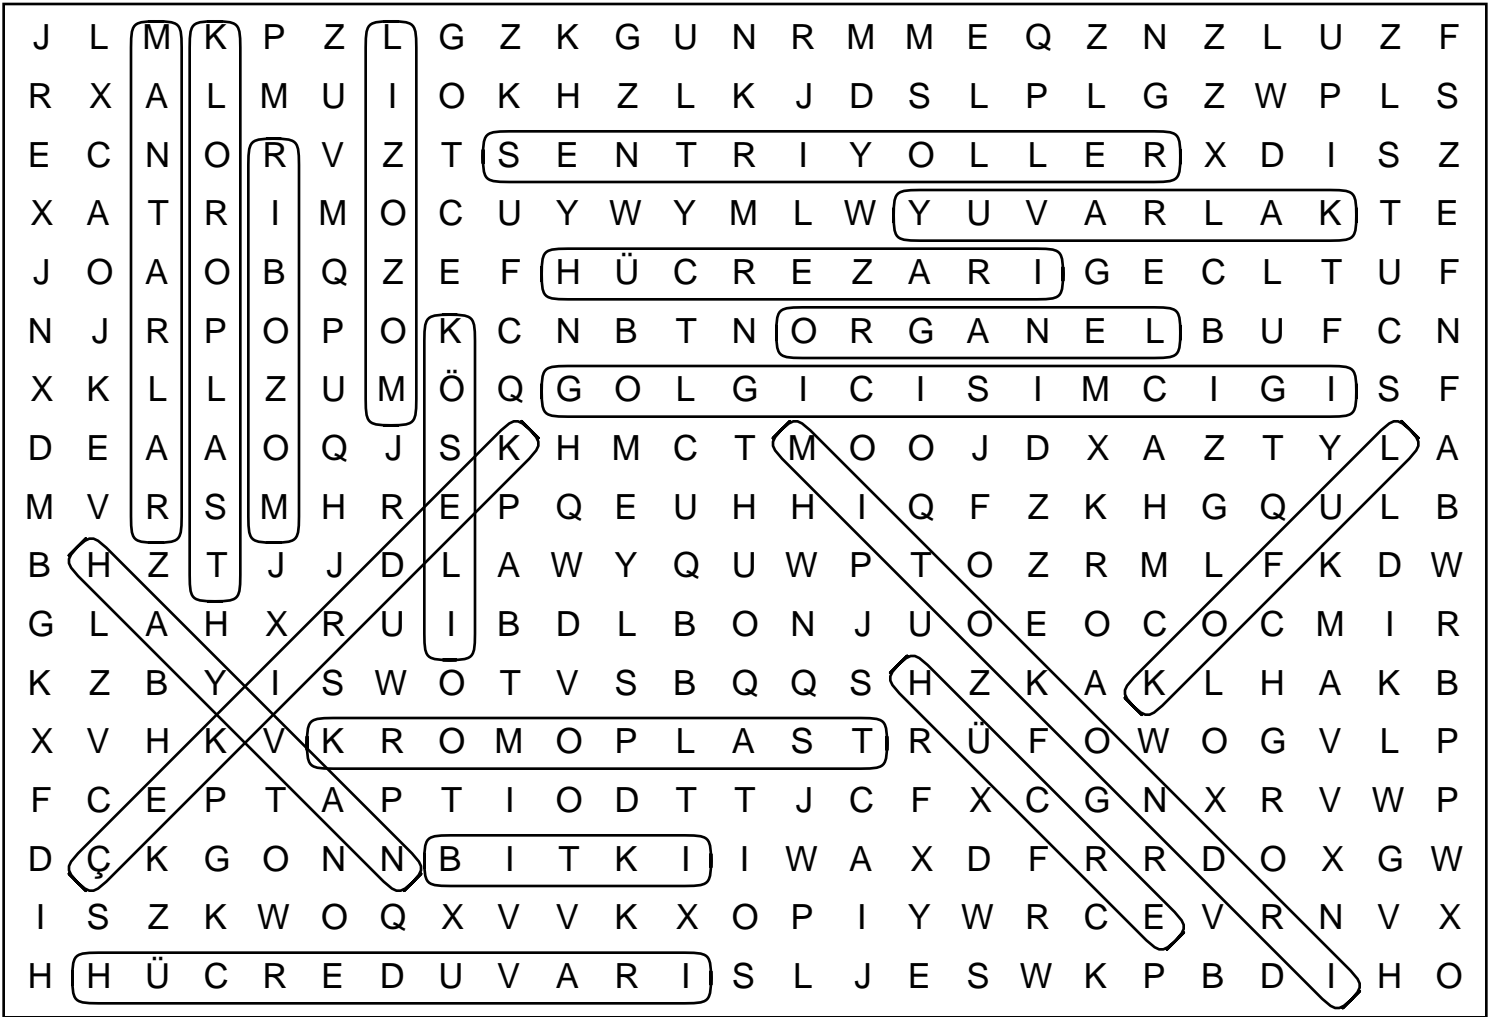 J L M K P Z L G Z K G U N R M M E Q Z N Z L U Z F
R X A L M U I O K H Z L K J D S L P L G Z W P L S
E C N O R V Z T S E N T R I Y O L L E R X D I S Z
X A T R I M O C U Y W Y M L W Y U V A R L A K T E
J O A O B Q Z E F H Ü C R E Z A R I G E C L T U F
N J R P O P O K C N B T N O R G A N E L B U F C N
X K L L Z U M Ö Q G O L G I C I S I M C I G I S F
D E A A O Q J S K H M C T M O O J D X A Z T Y L A
M V R S M H R E P Q E U H H I Q F Z K H G Q U L B
B H Z T J J D L A W Y Q U W P T O Z R M L F K D W
G L A H X R U I B D L B O N J U O E O C O C M I R
K Z B Y I S W O T V S B Q Q S H Z K A K L H A K B
X V H K V K R O M O P L A S T R Ü F O W O G V L P
F C E P T A P T I O D T T J C F X C G N X R V W P
D Ç K G O N N B I T K I I W A X D F R R D O X G W
I S Z K W O Q X V V K X O P I Y W R C E V R N V X
H H Ü C R E D U V A R I S L J E S W K P B D I H O